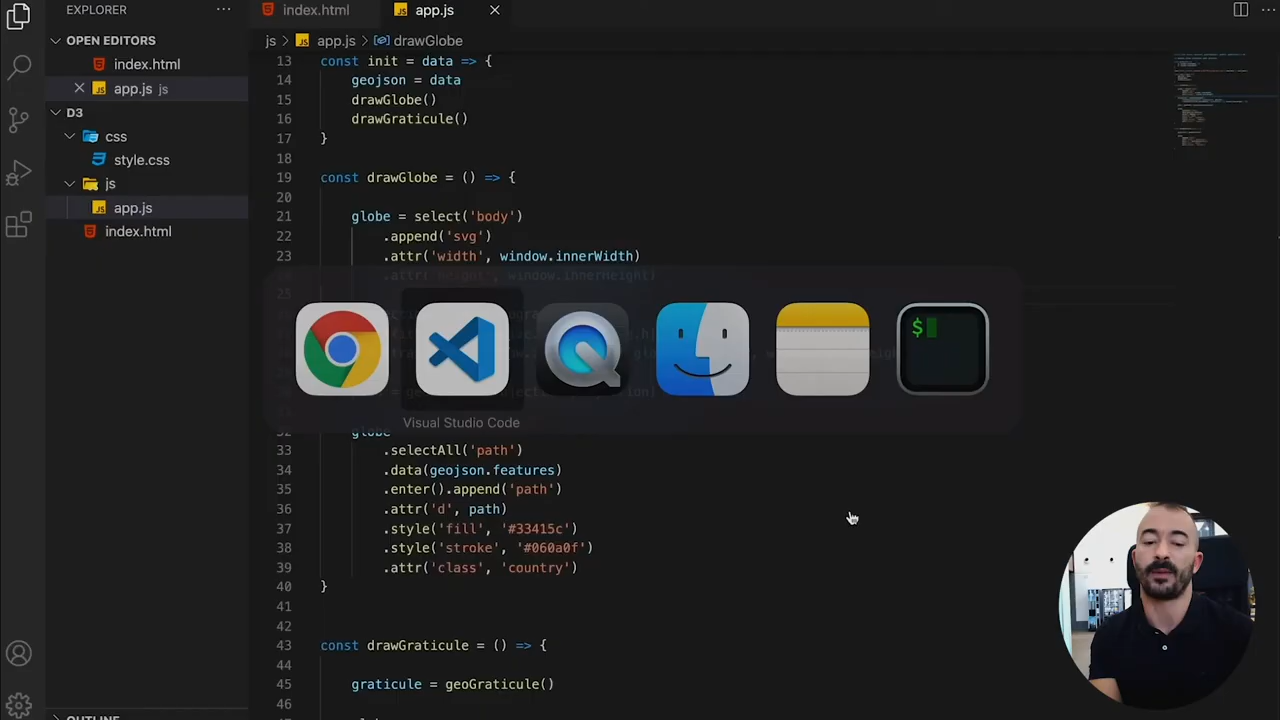 EXPLORER
OPEN EDITORS
index.html
app.js js
D3
css
style.css
js
app.js
index.html
OUTLINE
index.html
app.js
js > app.js > drawGlobe
13 const init = data => {
14 geojson = data
15 drawGlobe()
16 drawGraticule()
17 }
18
19 const drawGlobe = () => {
20
21 globe = select('body')
22 .append('svg')
23 .attr('width', window.innerWidth)
.attr('height', window.innerHeight)
Visual Studio Code
globe
33 .selectAll('path')
34 .data(geojson.features)
35 .enter().append('path')
36 .attr('d', path)
37 .style('fill', '#33415c')
38 .style('stroke', '#060a0f')
39 .attr('class', 'country')
40 }
41
42
43 const drawGraticule = () => {
44
45 graticule = geoGraticule()
46
$